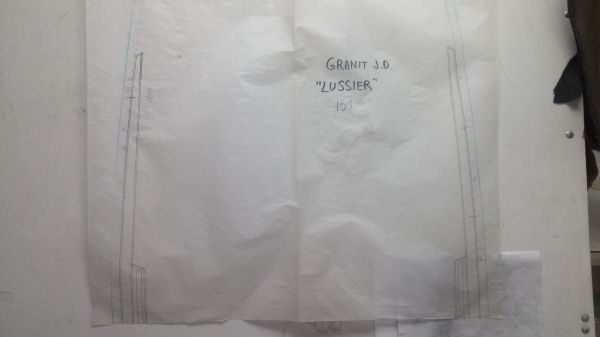 GRANIT J.D.
"LUSSIER"
151